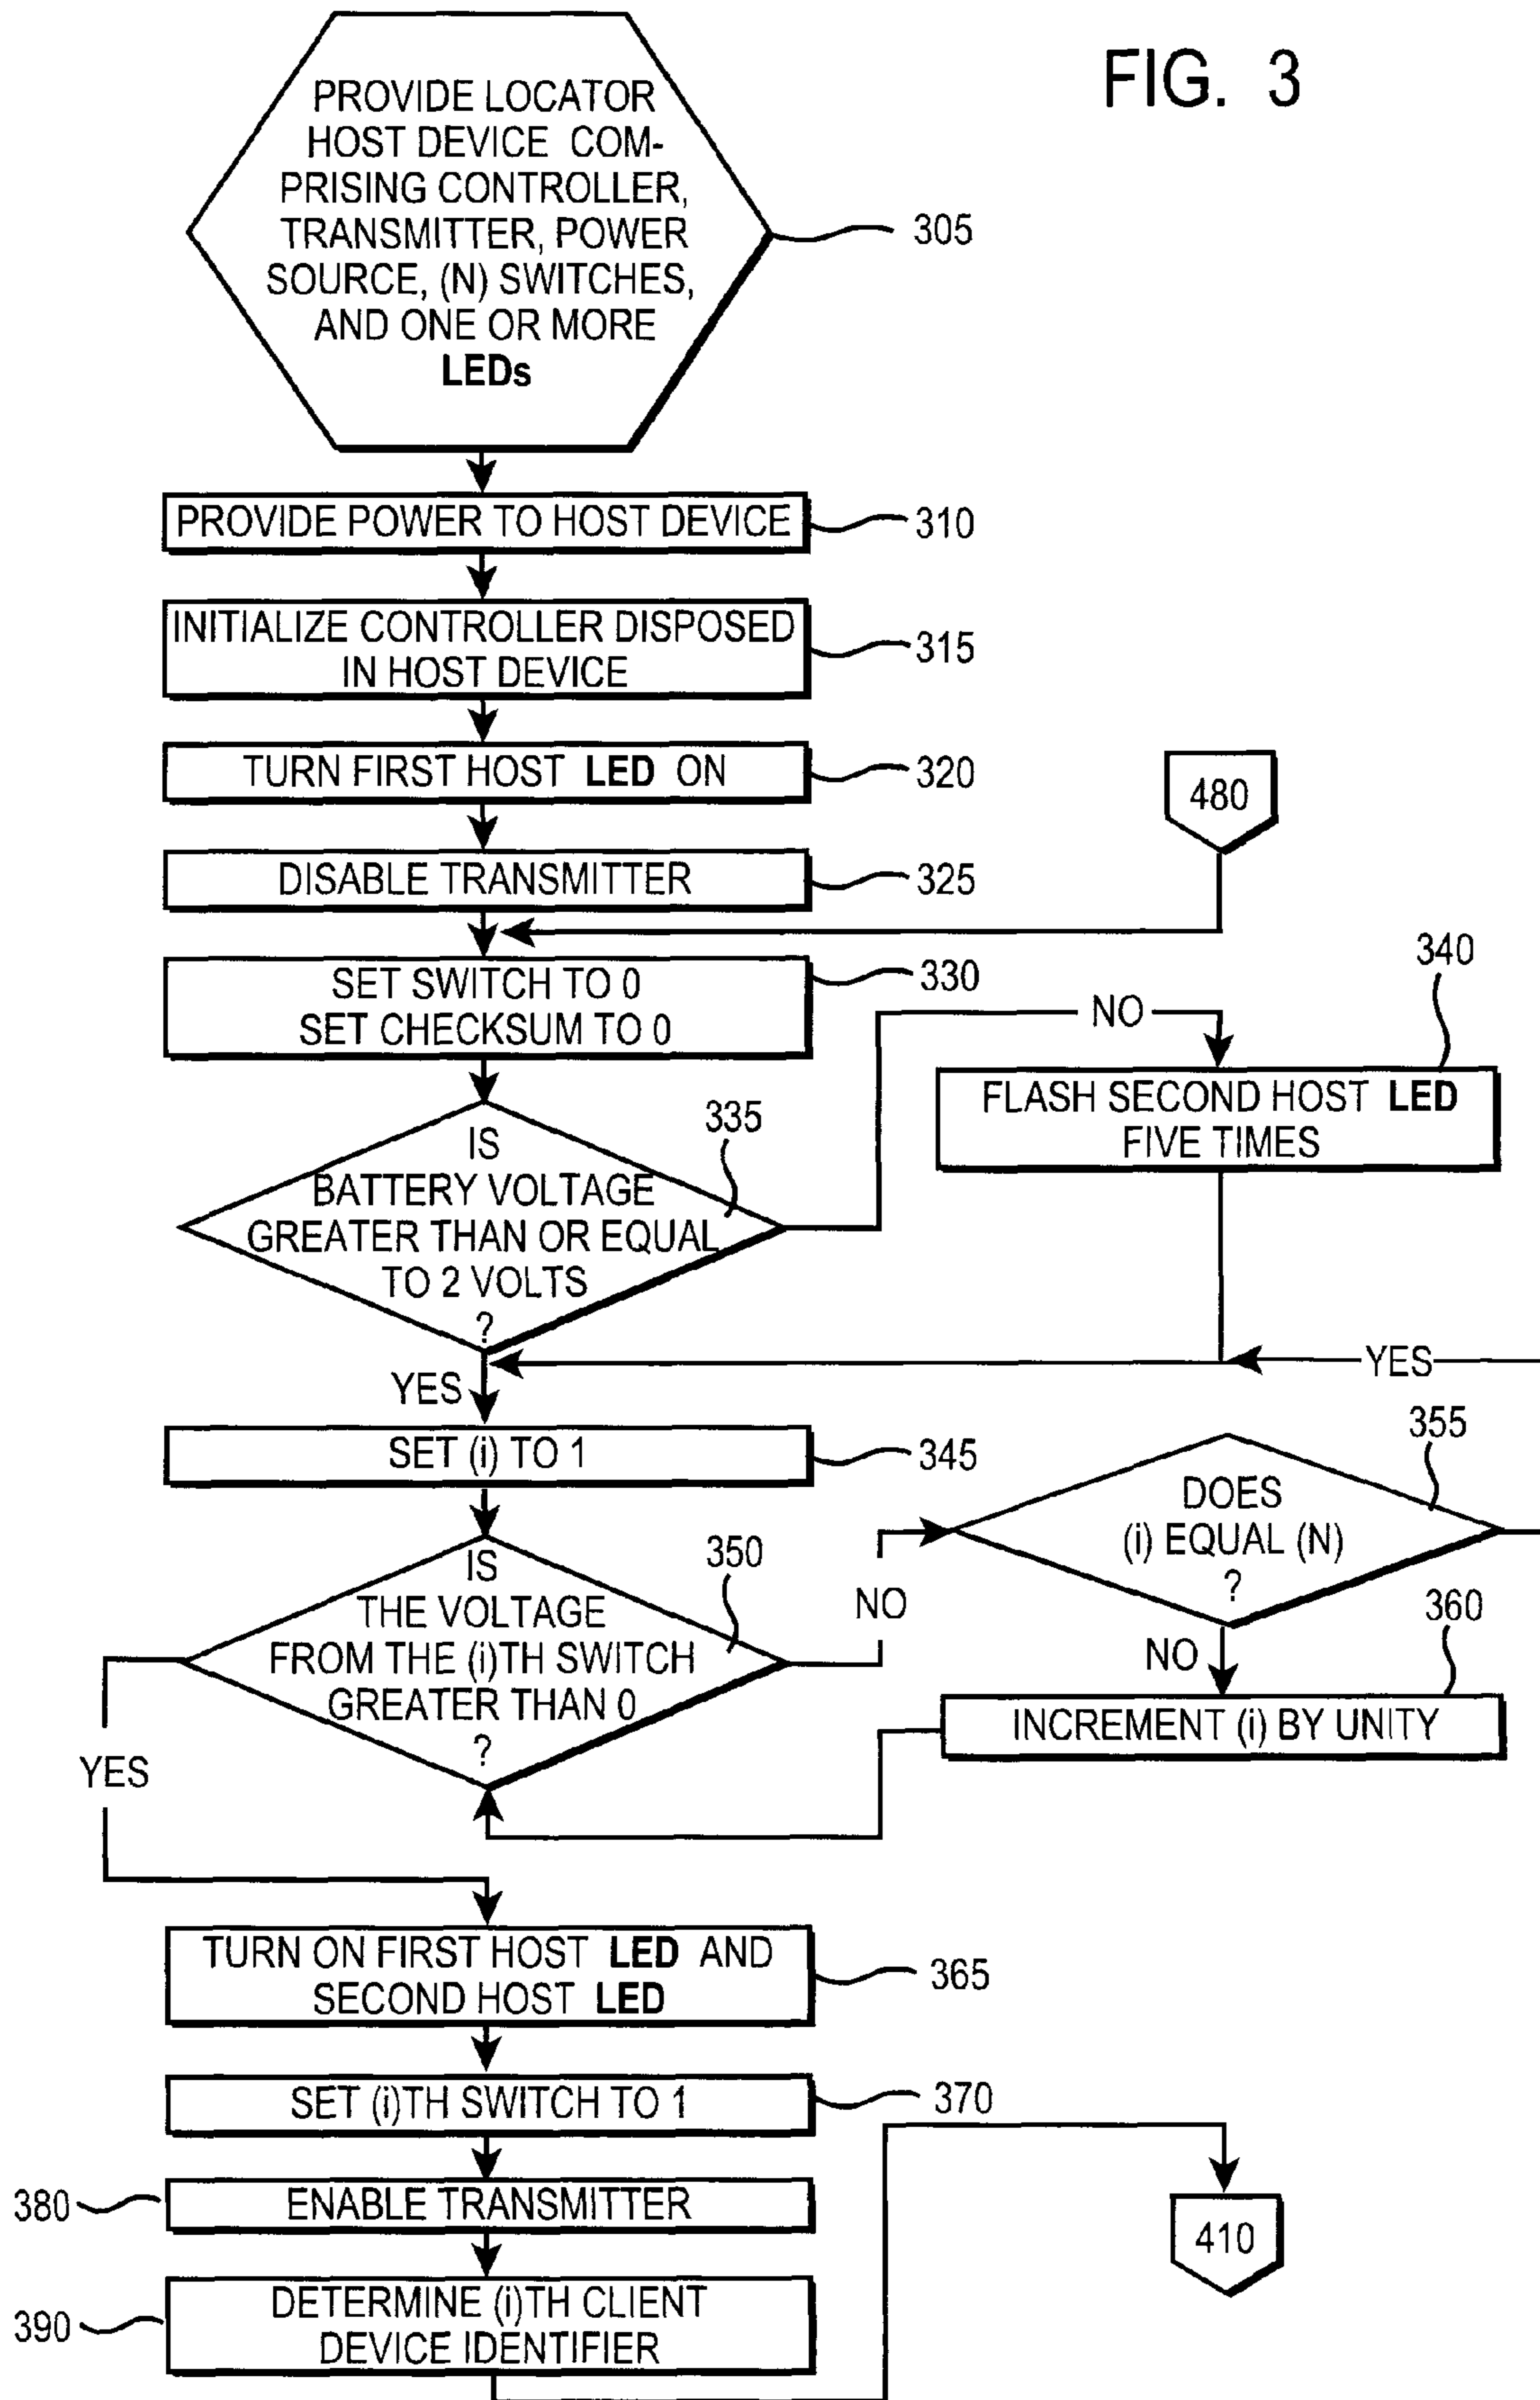 FIG. 3
PROVIDE LOCATOR
HOST DEVICE COM-
PRISING CONTROLLER,
TRANSMITTER, POWER
SOURCE, (N) SWITCHES,
AND ONE OR MORE
LEDs
305
PROVIDE POWER TO HOST DEVICE
310
INITIALIZE CONTROLLER DISPOSED
IN HOST DEVICE
315
TURN FIRST HOST LED ON
320
480
DISABLE TRANSMITTER
325
SET SWITCH TO 0
SET CHECKSUM TO 0
330
NO
340
FLASH SECOND HOST LED
FIVE TIMES
335
IS
BATTERY VOLTAGE
GREATER THAN OR EQUAL
TO 2 VOLTS
?
YES
YES
SET (i) TO 1
345
355
DOES
(i) EQUAL (N)
?
350
IS
THE VOLTAGE
FROM THE (i)TH SWITCH
GREATER THAN 0
?
NO
NO
360
INCREMENT (i) BY UNITY
YES
TURN ON FIRST HOST LED AND
SECOND HOST LED
365
SET (i)TH SWITCH TO 1
370
380
ENABLE TRANSMITTER
410
390
DETERMINE (i)TH CLIENT
DEVICE IDENTIFIER